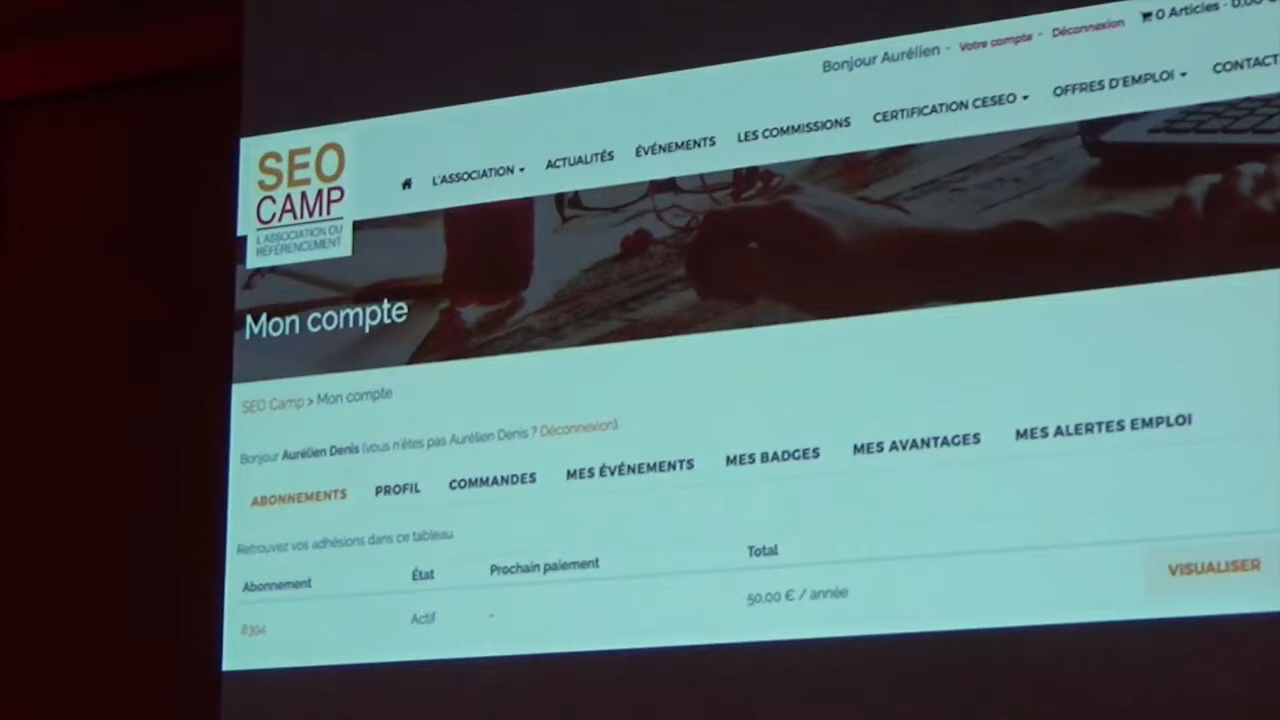 Bonjour Aurélien - Votre compte - Déconnexion 0 Articles -
SEO
CAMP
L'ASSOCIATION DU
RÉFÉRENCEMENT
L'ASSOCIATION ACTUALITÉS ÉVÉNEMENTS LES COMMISSIONS CERTIFICATION CESEO OFFRES D'EMPLOI CONTACT
Mon compte
SEO Camp > Mon compte
Bonjour Aurélien Denis (vous n'êtes pas Aurélien Denis ? Déconnexion).
ABONNEMENTS PROFIL COMMANDES MES ÉVÉNEMENTS MES BADGES MES AVANTAGES MES ALERTES EMPLOI
Retrouvez vos adhésions dans ce tableau.
Abonnement État Prochain paiement Total
8394 Actif - 50,00 € / année VISUALISER